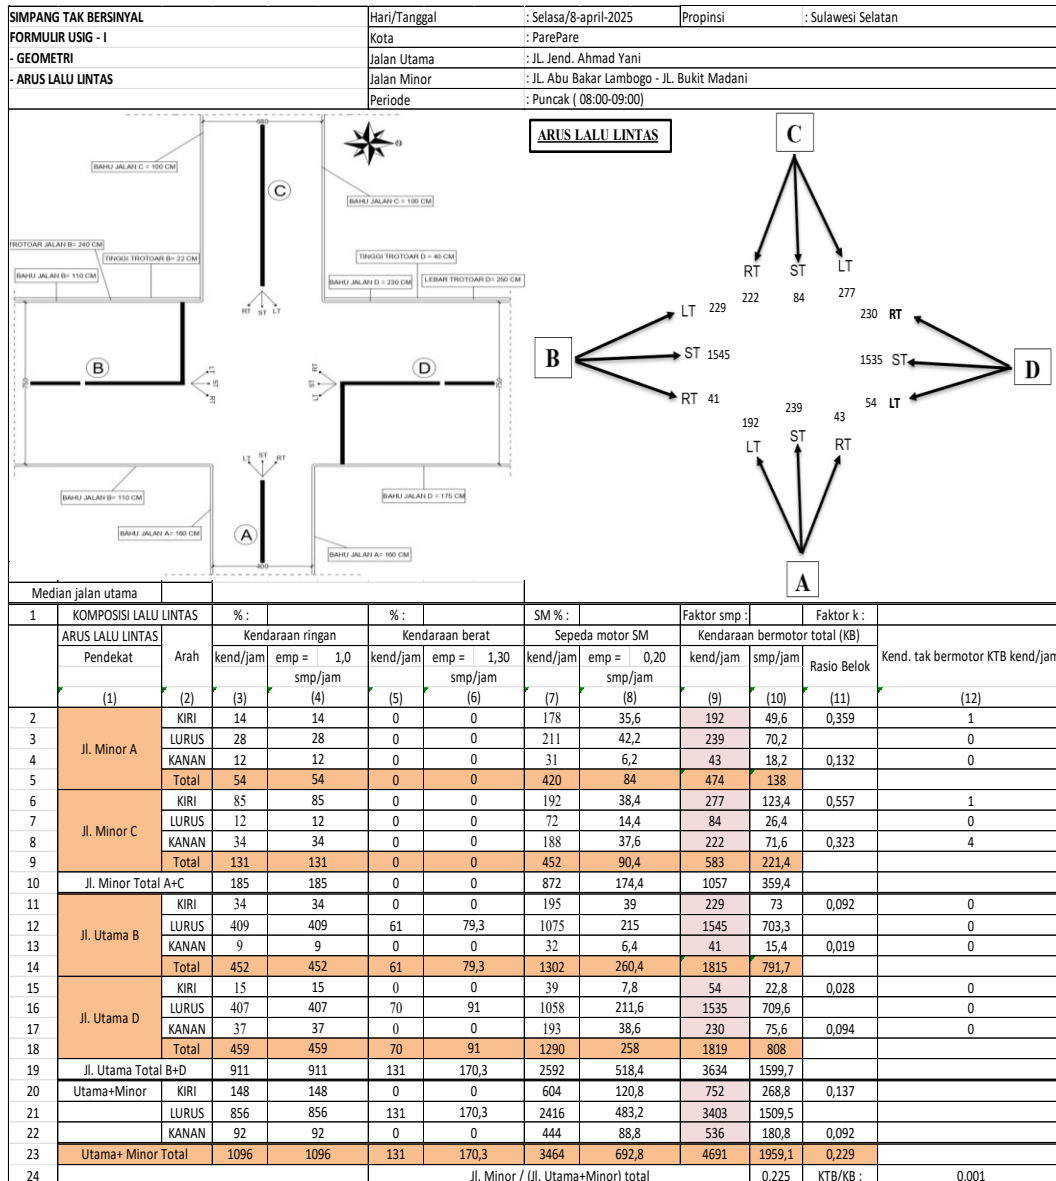 SIMPANG TAK BERSINYAL Hari/Tanggal : Selasa/8-april-2025 Propinsi : Sulawesi Selatan
FORMULIR USIG - I Kota : ParePare
- GEOMETRI Jalan Utama : JL. Jend. Ahmad Yani
- ARUS LALU LINTAS Jalan Minor : JL. Abu Bakar Lambogo - JL. Bukit Madani
Periode : Puncak ( 08:00-09:00)
680
BAHU JALAN C = 100 CM
C
BAHU JALAN C = 100 CM
TROTOAR JALAN B= 240 CM
TINGGI TROTOAR B= 22 CM
TINGGI TROTOAR D = 40 CM
BAHU JALAN B= 110 CM
BAHU JALAN D = 230 CM
LEBAR TROTOAR D= 250 CM
RT ST LT
B
LT
ST
RT
750
RT
ST
LT
D
750
LT ST RT
BAHU JALAN B= 110 CM
BAHU JALAN D = 175 CM
BAHU JALAN A= 160 CM
A
BAHU JALAN A= 160 CM
400
ARUS LALU LINTAS
C
RT ST LT
222 84 277
LT 229
230 RT
B
ST 1545
1535 ST
D
RT 41
54 LT
192 239 43
LT ST RT
A
Median jalan utama
1 KOMPOSISI LALU LINTAS % : % : SM % : Faktor smp : Faktor k :
ARUS LALU LINTAS Arah Kendaraan ringan Kendaraan berat Sepeda motor SM Kendaraan bermotor total (KB) Kend. tak bermotor KTB kend/jam
Pendekat kend/jam emp = 1,0 kend/jam emp = 1,30 kend/jam emp = 0,20 kend/jam smp/jam Rasio Belok
smp/jam smp/jam smp/jam
(1) (2) (3) (4) (5) (6) (7) (8) (9) (10) (11) (12)
2 Jl. Minor A KIRI 14 14 0 0 178 35,6 192 49,6 0,359 1
3 LURUS 28 28 0 0 211 42,2 239 70,2 0
4 KANAN 12 12 0 0 31 6,2 43 18,2 0,132 0
5 Total 54 54 0 0 420 84 474 138
6 Jl. Minor C KIRI 85 85 0 0 192 38,4 277 123,4 0,557 1
7 LURUS 12 12 0 0 72 14,4 84 26,4 0
8 KANAN 34 34 0 0 188 37,6 222 71,6 0,323 4
9 Total 131 131 0 0 452 90,4 583 221,4
10 Jl. Minor Total A+C 185 185 0 0 872 174,4 1057 359,4
11 Jl. Utama B KIRI 34 34 0 0 195 39 229 73 0,092 0
12 LURUS 409 409 61 79,3 1075 215 1545 703,3 0
13 KANAN 9 9 0 0 32 6,4 41 15,4 0,019 0
14 Total 452 452 61 79,3 1302 260,4 1815 791,7
15 Jl. Utama D KIRI 15 15 0 0 39 7,8 54 22,8 0,028 0
16 LURUS 407 407 70 91 1058 211,6 1535 709,6 0
17 KANAN 37 37 0 0 193 38,6 230 75,6 0,094 0
18 Total 459 459 70 91 1290 258 1819 808
19 Jl. Utama Total B+D 911 911 131 170,3 2592 518,4 3634 1599,7
20 Utama+Minor KIRI 148 148 0 0 604 120,8 752 268,8 0,137
21 LURUS 856 856 131 170,3 2416 483,2 3403 1509,5
22 KANAN 92 92 0 0 444 88,8 536 180,8 0,092
23 Utama+ Minor Total 1096 1096 131 170,3 3464 692,8 4691 1959,1 0,229
24 Jl. Minor / (Jl. Utama+Minor) total 0,225 KTB/KB : 0,001